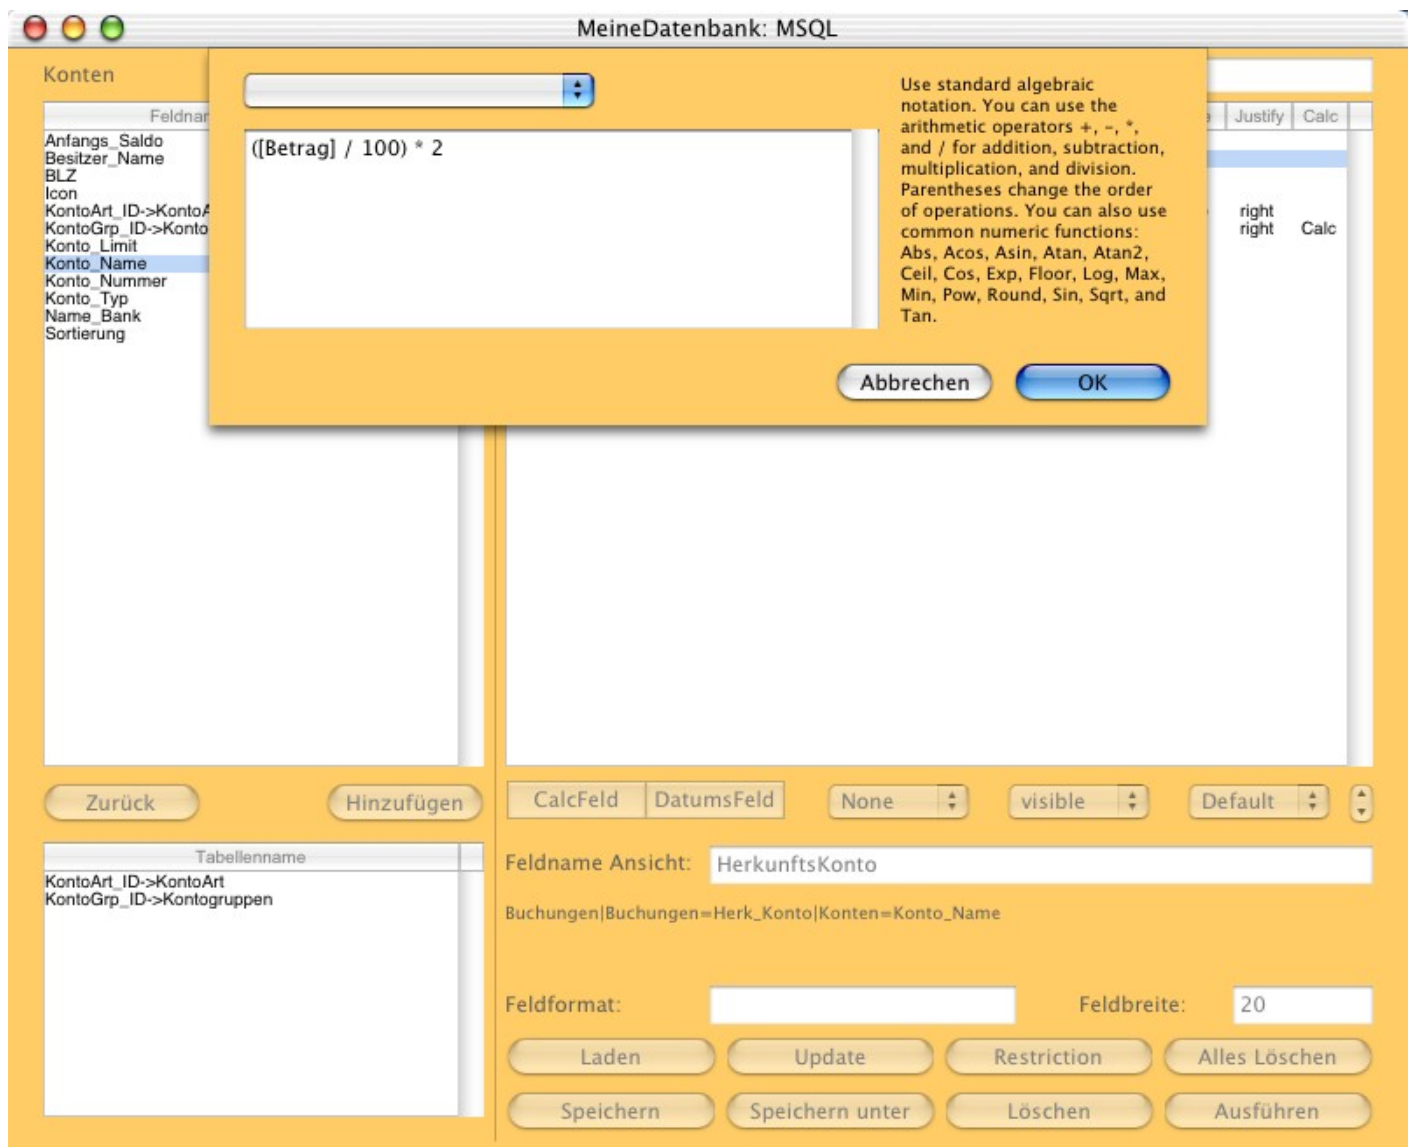 MeineDatenbank: MSQL
Konten
Use standard algebraic
notation. You can use the
arithmetic operators +, -, *,
and / for addition, subtraction,
multiplication, and division.
Parentheses change the order
of operations. You can also use
common numeric functions:
Abs, Acos, Asin, Atan, Atan2,
Ceil, Cos, Exp, Floor, Log, Max,
Min, Pow, Round, Sin, Sqrt, and
Tan.
([Betrag] / 100) * 2
Abbrechen OK
Justify Calc
right
right Calc
Anfangs_Saldo
Besitzer_Name
BLZ
Icon
KontoArt_ID->KontoA
KontoGrp_ID->Konto
Konto_Limit
Konto_Name
Konto_Nummer
Konto_Typ
Name_Bank
Sortierung
Zurück Hinzufügen
CalcFeld DatumsFeld None visible Default
Tabellenname
KontoArt_ID->KontoArt
KontoGrp_ID->Kontogruppen
Feldname Ansicht: HerkunftsKonto
Buchungen|Buchungen=Herk_Konto|Konten=Konto_Name
Feldformat: Feldbreite: 20
Laden Update Restriction Alles Löschen
Speichern Speichern unter Löschen Ausführen